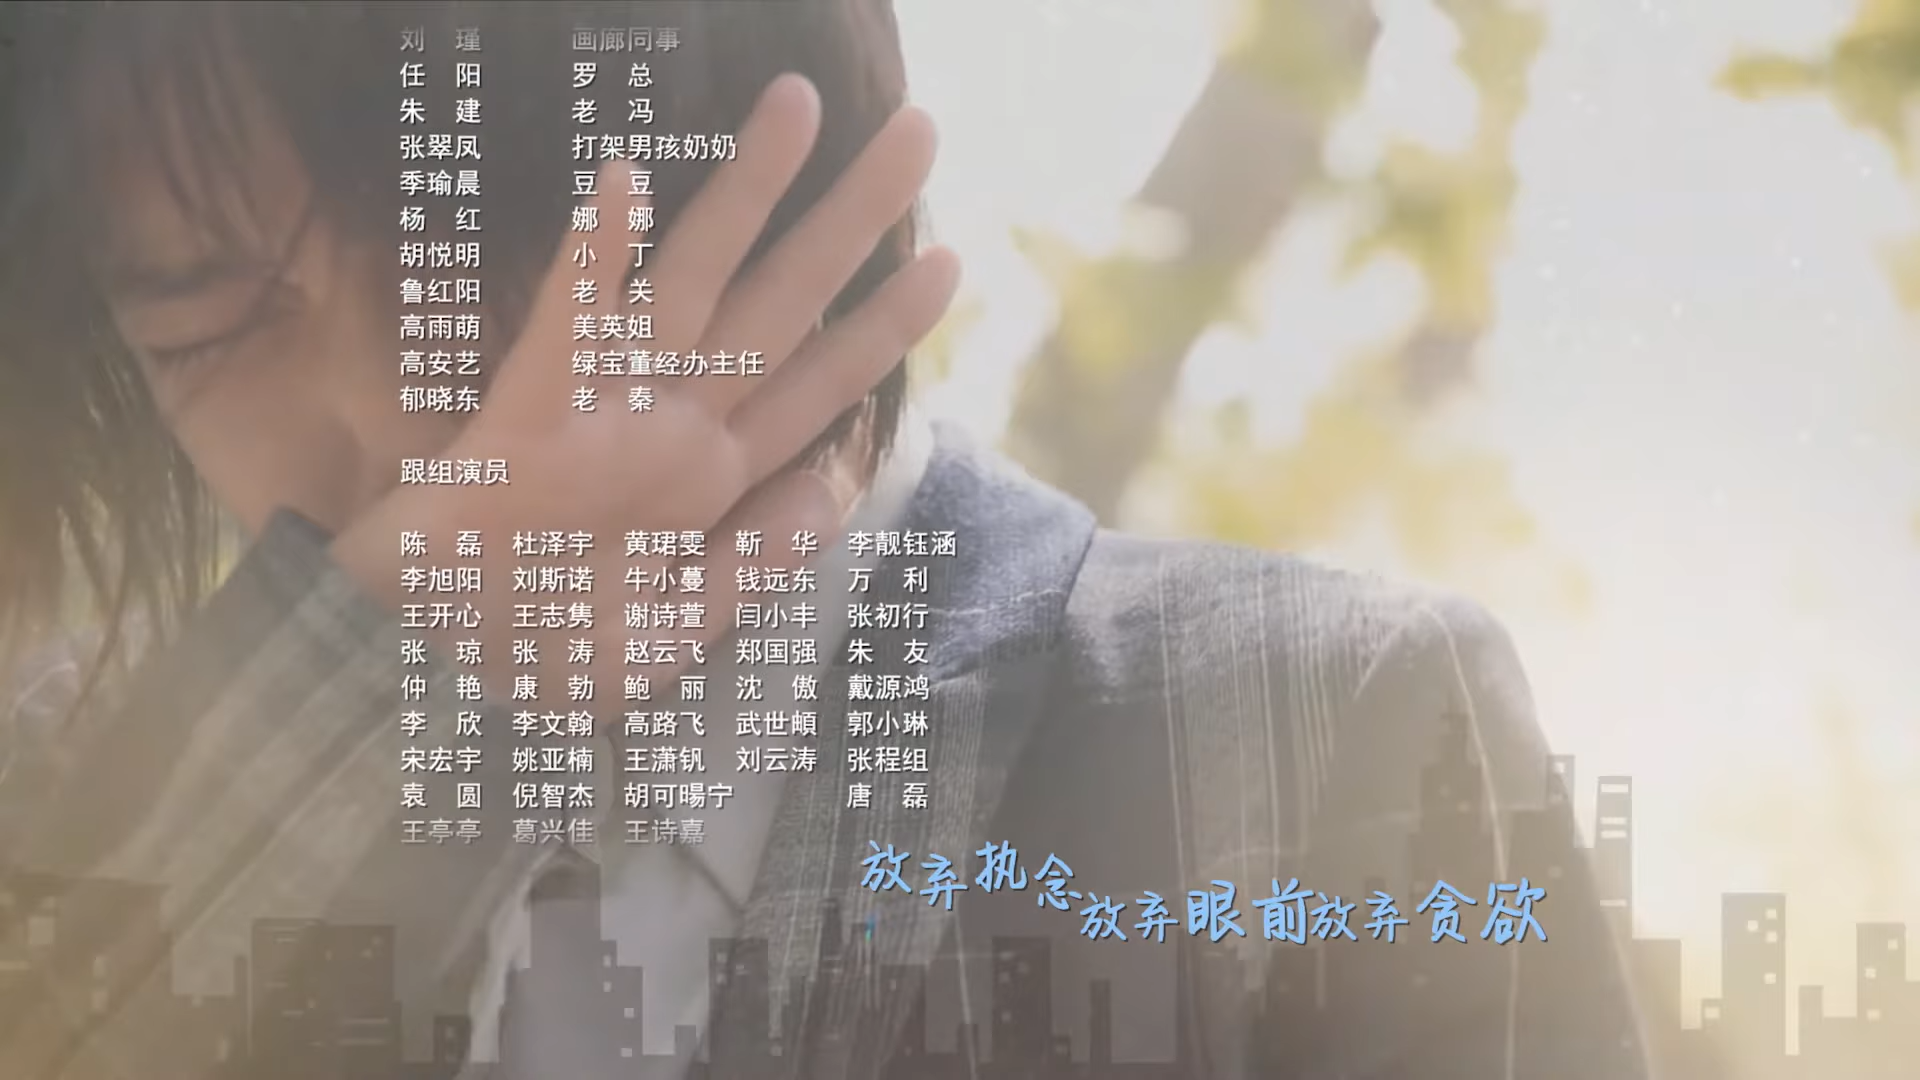 刘　瑾　画廊同事
任　阳　罗　总
朱　建　老　冯
张翠凤　打架男孩奶奶
季瑜晨　豆　豆
杨　红　娜　娜
胡悦明　小　丁
鲁红阳　老　关
高雨萌　美英姐
高安艺　绿宝董经办主任
郁晓东　老　秦
跟组演员
陈　磊　杜泽宇　黄珺雯　靳　华　李靓钰涵
李旭阳　刘斯诺　牛小蔓　钱远东　万　利
王开心　王志隽　谢诗萱　闫小丰　张初行
张　琼　张　涛　赵云飞　郑国强　朱　友
仲　艳　康　勃　鲍　丽　沈　傲　戴源鸿
李　欣　李文翰　高路飞　武世頔　郭小琳
宋宏宇　姚亚楠　王潇钒　刘云涛　张程组
袁　圆　倪智杰　胡可暘宁　唐　磊
王亭亭　葛兴佳　王诗嘉
放弃执念放弃眼前放弃贪欲